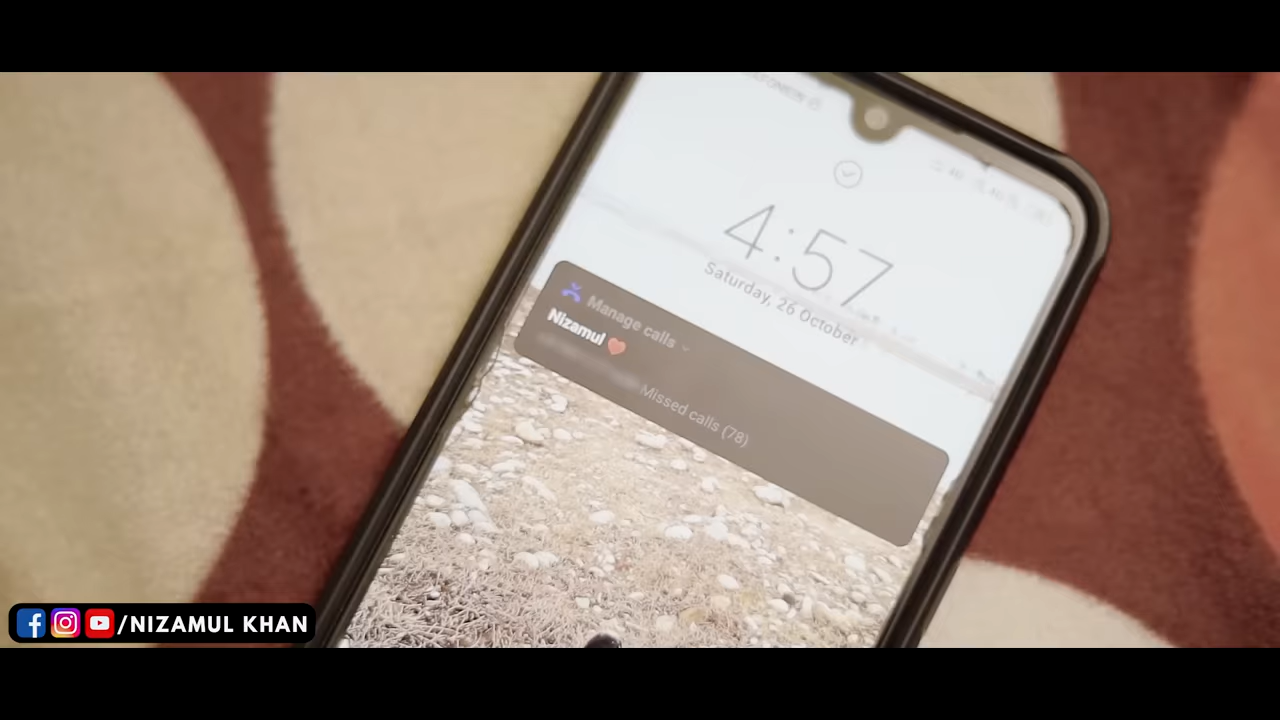 4:57
Saturday, 26 October
Manage calls
Nizamul ❤️
Missed calls (78)
/NIZAMUL KHAN